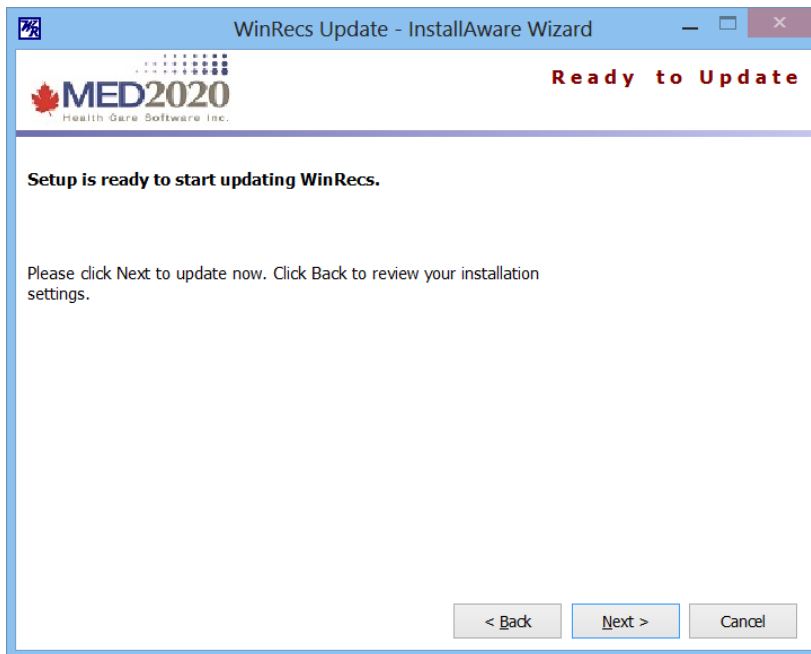 WR
WinRecs Update - InstallAware Wizard
MED2020
Health Care Software Inc.
Ready to Update
Setup is ready to start updating WinRecs.
Please click Next to update now. Click Back to review your installation
settings.
< Back
Next >
Cancel